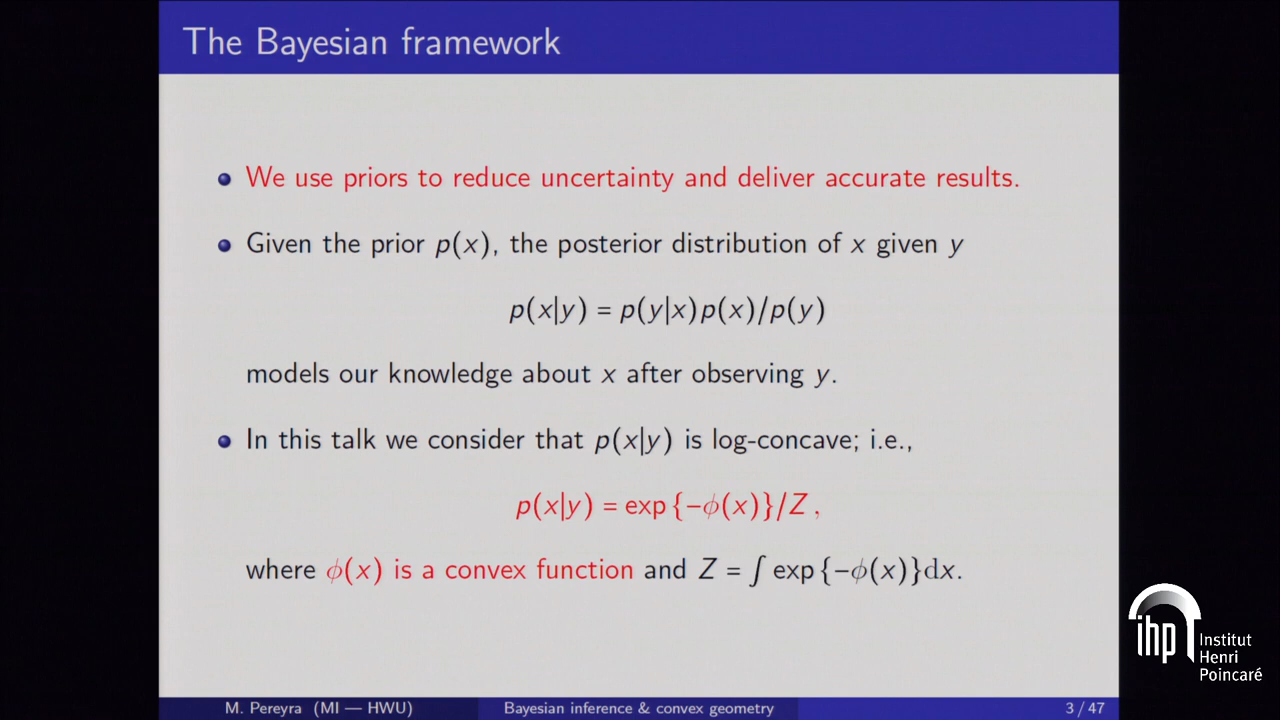 The Bayesian framework
We use priors to reduce uncertainty and deliver accurate results.
Given the prior p(x), the posterior distribution of x given y
p(x|y) = p(y|x)p(x)/p(y)
models our knowledge about x after observing y.
In this talk we consider that p(x|y) is log-concave; i.e.,
p(x|y) = exp {−ϕ(x)}/Z ,
where ϕ(x) is a convex function and Z = ∫ exp {−ϕ(x)}dx.
M. Pereyra (MI — HWU)
Bayesian inference & convex geometry
3 / 47
ihp
Institut
Henri
Poincaré